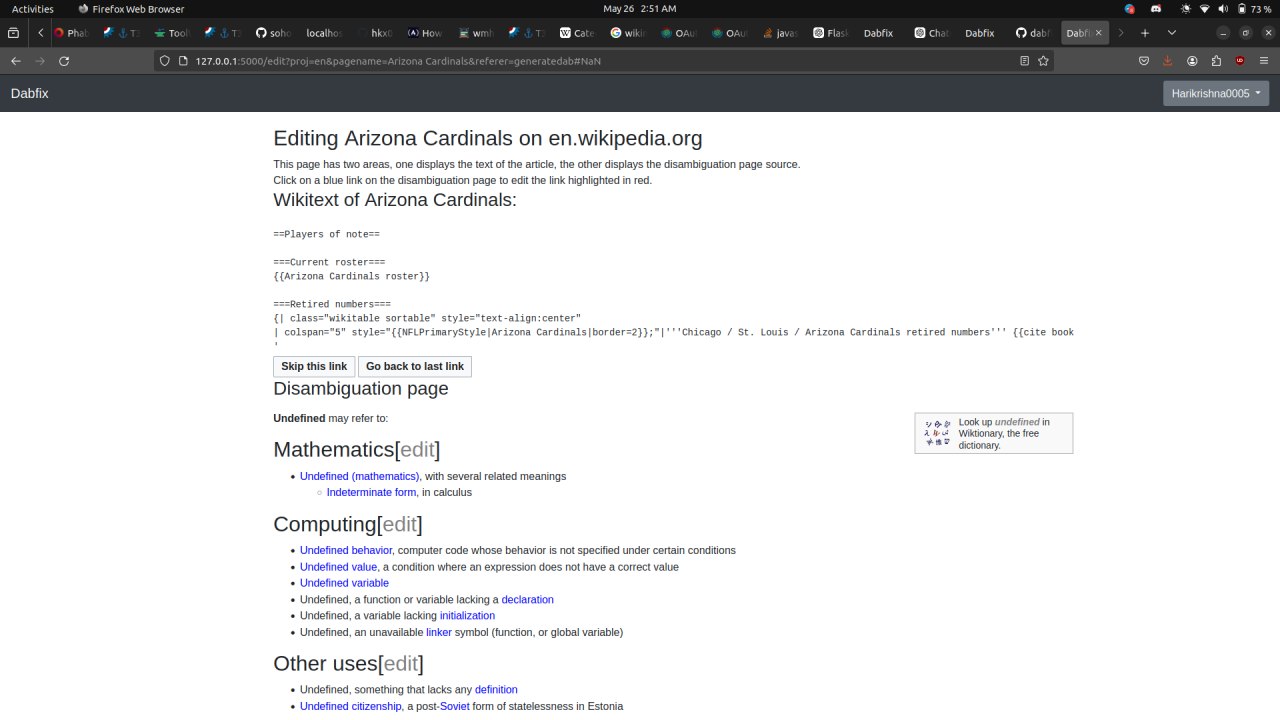 Activities Firefox Web Browser May 26 2:51 AM 73 %
Phab T3 Tool T3 soho localhos hkx0 How wmh T3 Cate wikin OAut OAut javas Flask Dabfix Chat Dabfix dabf Dabfi
127.0.0.1:5000/edit?proj=en&pagename=Arizona Cardinals&referer=generatedab#NaN
Dabfix Harikrishna0005
Editing Arizona Cardinals on en.wikipedia.org
This page has two areas, one displays the text of the article, the other displays the disambiguation page source.
Click on a blue link on the disambiguation page to edit the link highlighted in red.
Wikitext of Arizona Cardinals:
==Players of note==
===Current roster===
{{Arizona Cardinals roster}}
===Retired numbers===
{| class="wikitable sortable" style="text-align:center"
| colspan="5" style="{{NFLPrimaryStyle|Arizona Cardinals|border=2}};"|'''Chicago / St. Louis / Arizona Cardinals retired numbers''' {{cite book
Skip this link Go back to last link
Disambiguation page
Undefined may refer to:
Look up undefined in
Wiktionary, the free
dictionary.
Mathematics[edit]
Undefined (mathematics), with several related meanings
Indeterminate form, in calculus
Computing[edit]
Undefined behavior, computer code whose behavior is not specified under certain conditions
Undefined value, a condition where an expression does not have a correct value
Undefined variable
Undefined, a function or variable lacking a declaration
Undefined, a variable lacking initialization
Undefined, an unavailable linker symbol (function, or global variable)
Other uses[edit]
Undefined, something that lacks any definition
Undefined citizenship, a post-Soviet form of statelessness in Estonia